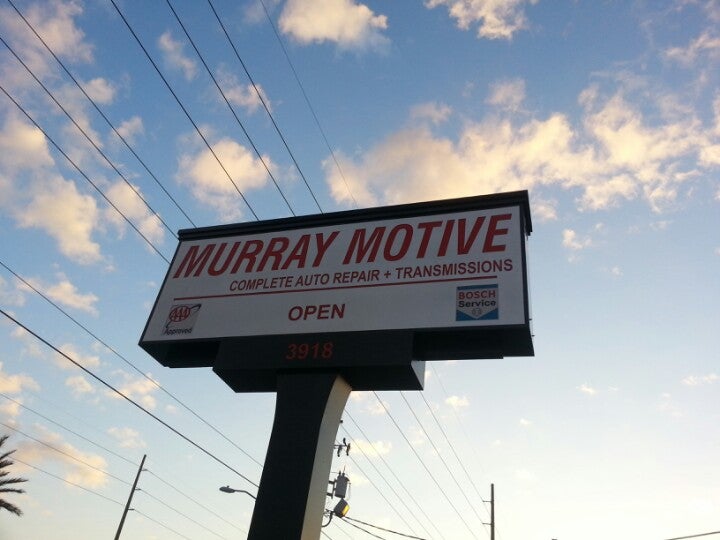 MURRAY MOTIVE
COMPLETE AUTO REPAIR + TRANSMISSIONS
OPEN
AAA
Approved
BOSCH
Service
3918